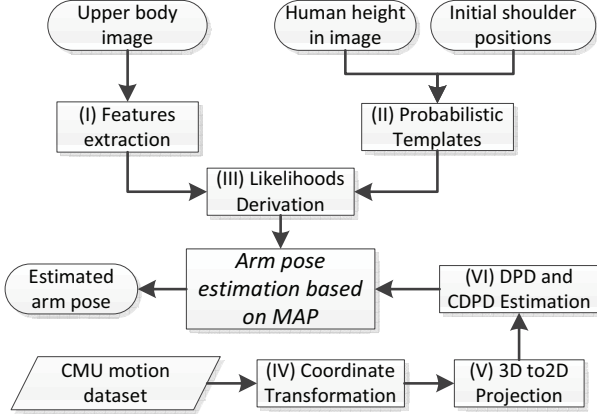 Upper body
image
Human height
in image
Initial shoulder
positions
(I) Features
extraction
(II) Probabilistic
Templates
(III) Likelihoods
Derivation
Estimated
arm pose
Arm pose
estimation based
on MAP
(VI) DPD and
CDPD Estimation
CMU motion
dataset
(IV) Coordinate
Transformation
(V) 3D to2D
Projection